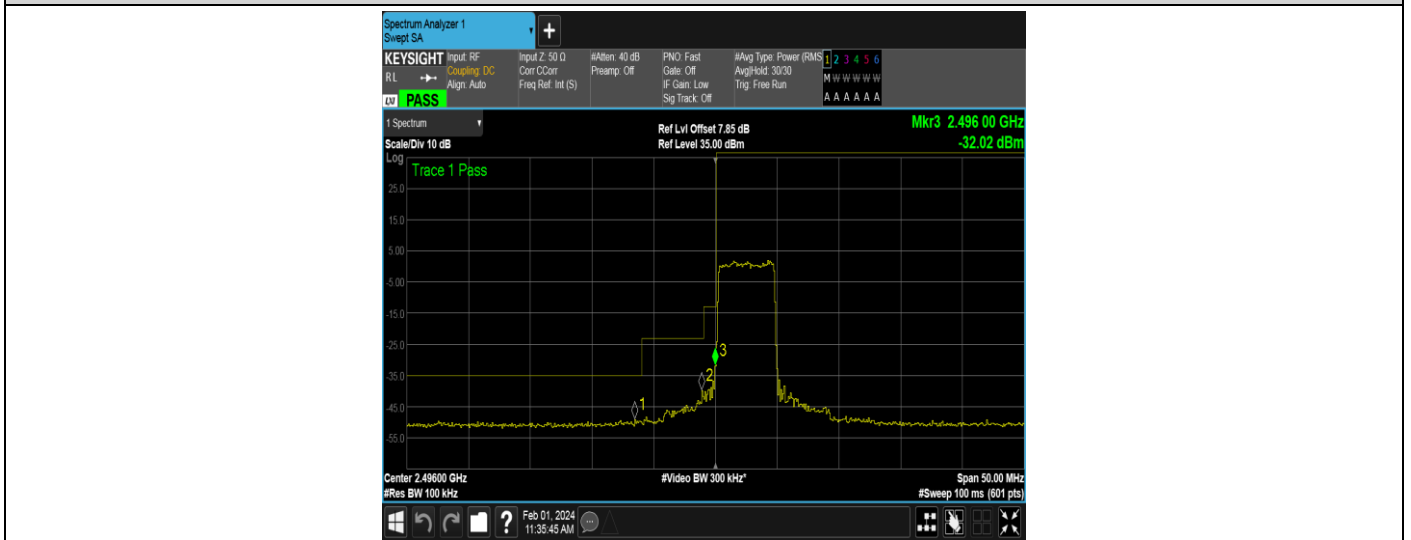 Spectrum Analyzer 1
Swept SA
+
KEYSIGHT Input: RF Input Z: 50 Ω #Atten: 40 dB PNO: Fast #Avg Type: Power (RMS 1 2 3 4 5 6
RL Coupling: DC Corr CCorr Preamp: Off Gate: Off Avg|Hold: 30/30 M W W W W W
Align: Auto Freq Ref: Int (S) IF Gain: Low Trig: Free Run
LXI PASS Sig Track: Off A A A A A A
1 Spectrum
Ref Lvl Offset 7.85 dB Mkr3 2.496 00 GHz
Scale/Div 10 dB Ref Level 35.00 dBm -32.02 dBm
Log
Trace 1 Pass
25.0
15.0
5.00
-5.00
-15.0
-25.0
3
-35.0
2
1
-45.0
-55.0
Center 2.49600 GHz #Video BW 300 kHz* Span 50.00 MHz
#Res BW 100 kHz #Sweep 100 ms (601 pts)
? Feb 01, 2024
11:35:45 AM